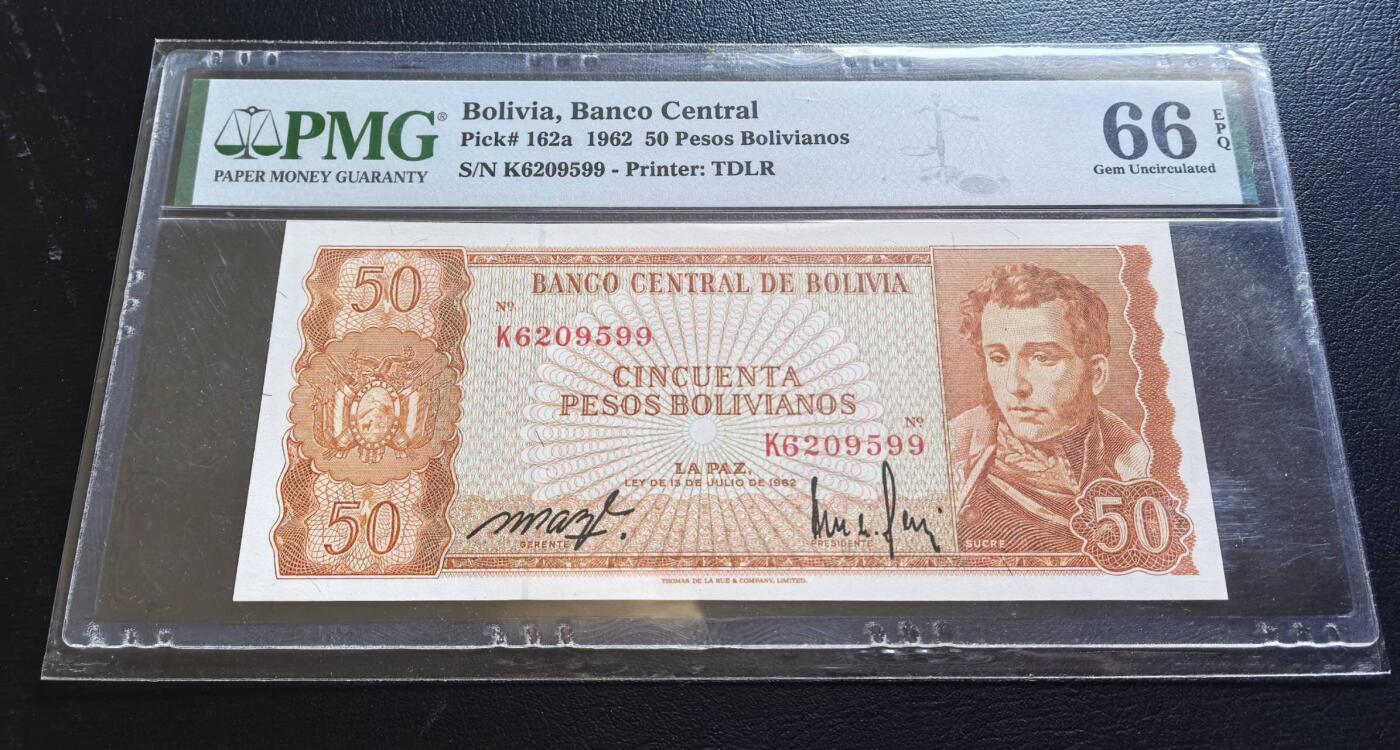 PMG®
PAPER MONEY GUARANTY
Bolivia, Banco Central
Pick# 162a 1962 50 Pesos Bolivianos
S/N K6209599 - Printer: TDLR
66 EPQ
Gem Uncirculated
50
BANCO CENTRAL DE BOLIVIA
Nº
K6209599
CINCUENTA
PESOS BOLIVIANOS
Nº
K6209599
LA PAZ,
LEY DE 13 DE JULIO DE 1962
50
GERENTE
PRESIDENTE
SUCRE
50
THOMAS DE LA RUE & COMPANY, LIMITED.